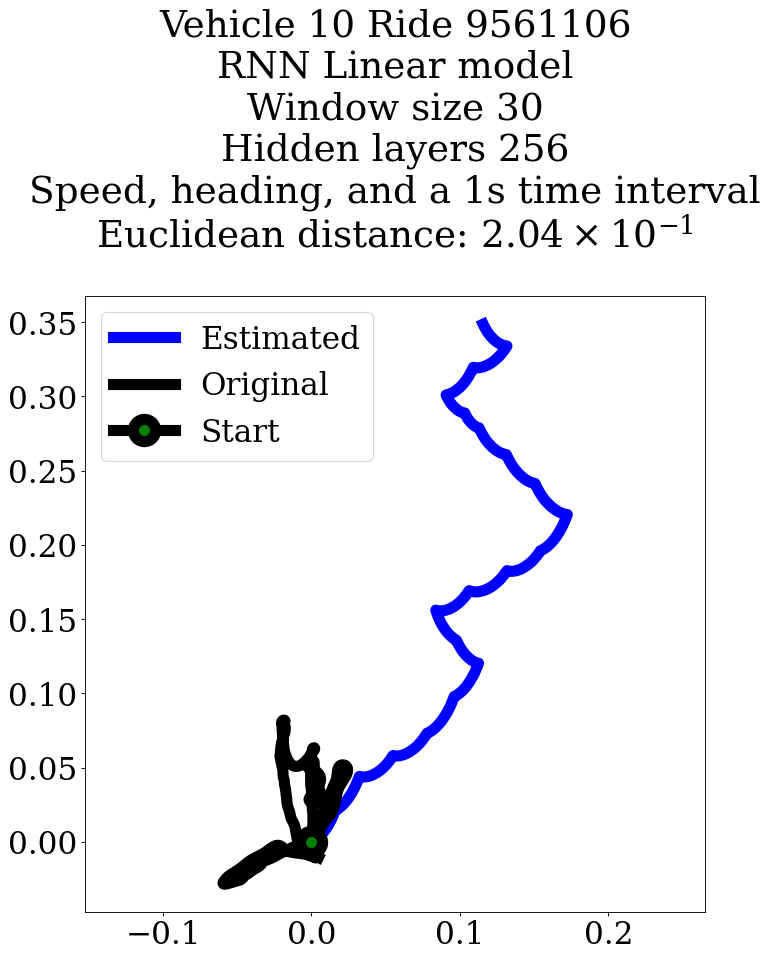 Vehicle 10 Ride 9561106
RNN Linear model
Window size 30
Hidden layers 256
Speed, heading, and a 1s time interval
Euclidean distance: 2.04 × 10⁻¹
Estimated
Original
Start
0.35
0.30
0.25
0.20
0.15
0.10
0.05
0.00
−0.1 0.0 0.1 0.2